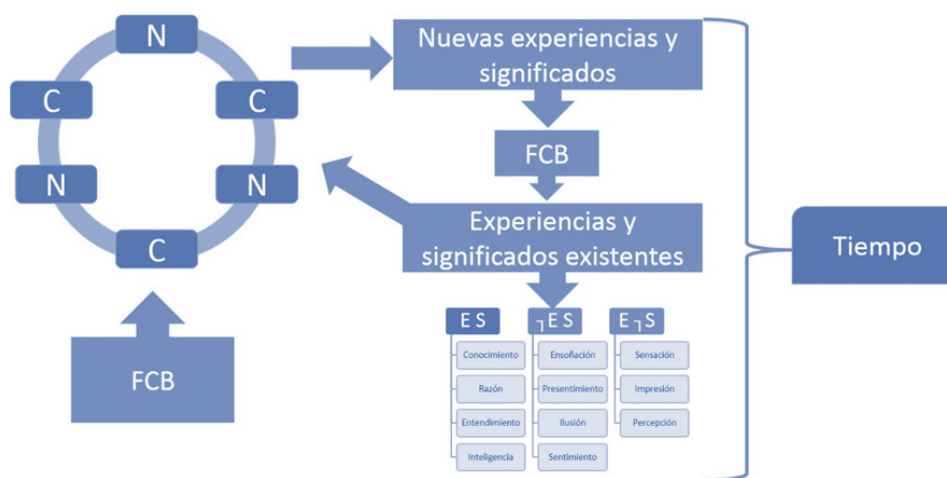 N
C
C
N
N
C
FCB
Nuevas experiencias y
significados
FCB
Experiencias y
significados existentes
E S
┐E S
E ┐S
Conocimiento
Ensoñación
Sensación
Razón
Presentimiento
Impresión
Entendimiento
Ilusión
Percepción
Inteligencia
Sentimiento
Tiempo